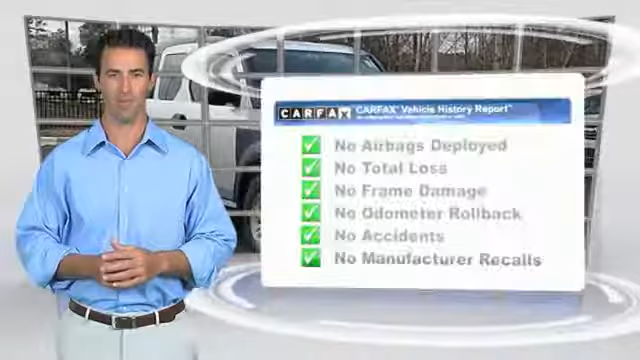 CARFAX CARFAX Vehicle History Report™
No Airbags Deployed
No Total Loss
No Frame Damage
No Odometer Rollback
No Accidents
No Manufacturer Recalls